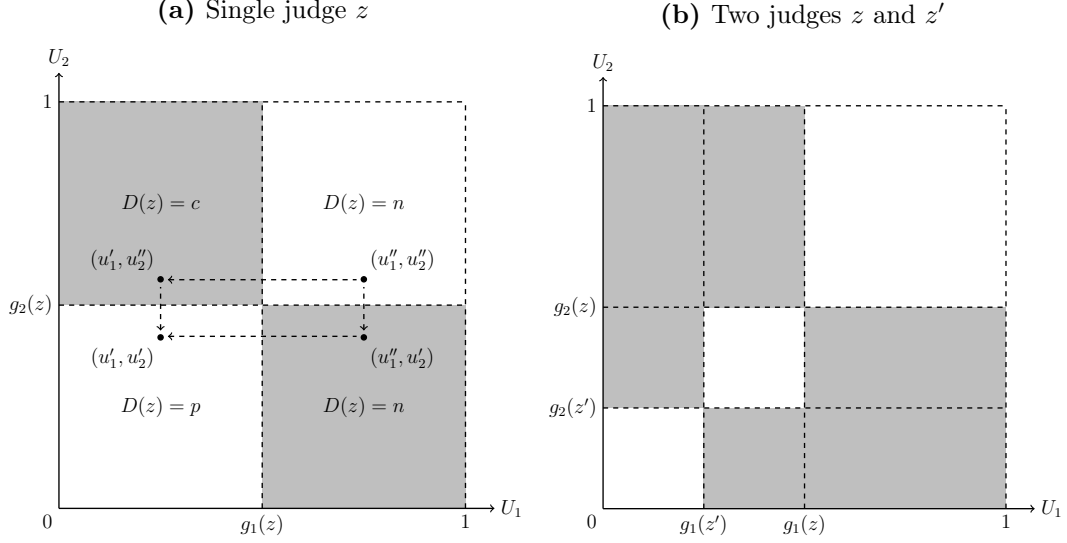 (a) Single judge z
U₂
1
D(z) = c
D(z) = n
(u′₁, u″₂)
(u″₁, u″₂)
g₂(z)
(u′₁, u′₂)
(u″₁, u′₂)
D(z) = p
D(z) = n
0
g₁(z)
1
U₁
(b) Two judges z and z′
U₂
1
g₂(z)
g₂(z′)
0
g₁(z′)
g₁(z)
1
U₁